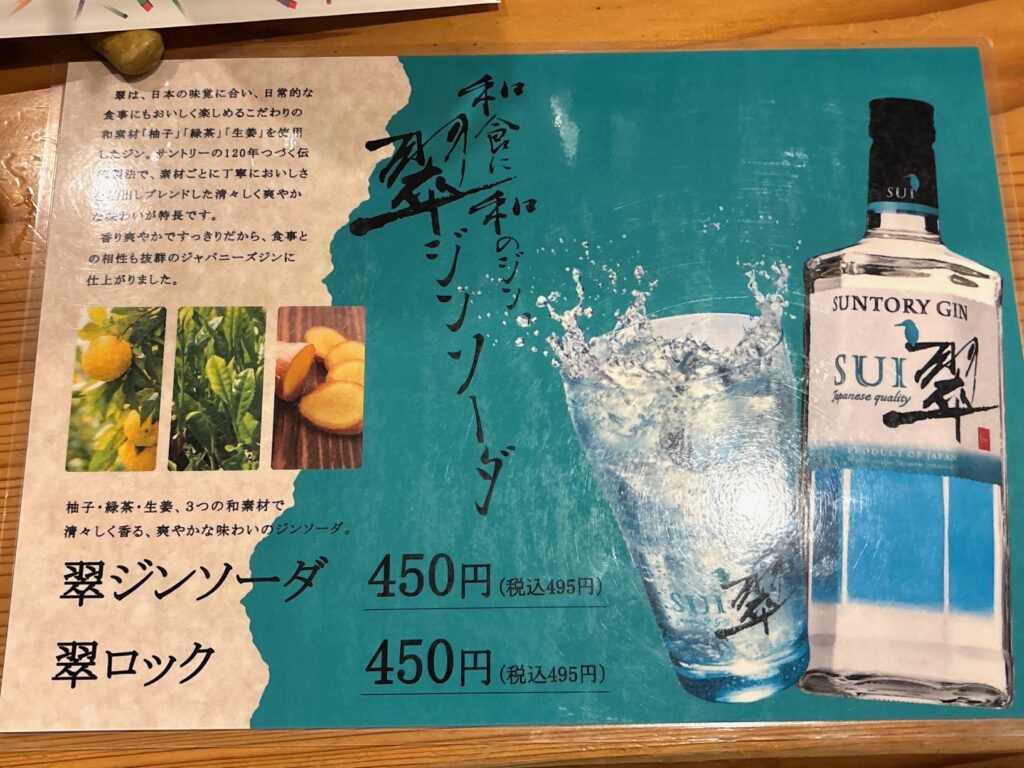 翠は、日本の味覚に合い、日常的な
食事にもおいしく楽しめるこだわりの
和素材「柚子」「緑茶」「生姜」を使用
したジン。サントリーの120年つづく伝
製法で、素材ごとに丁寧においしさ
出しブレンドした清々しく爽やか
な味わいが特長です。
香り爽やかですっきりだから、食事と
の相性も抜群のジャパニーズジンに
仕上がりました。
和食に和のジン。
翠ジンソーダ
柚子・緑茶・生姜、3つの和素材で
清々しく香る、爽やかな味わいのジンソーダ。
翠ジンソーダ 450円(税込495円)
翠ロック 450円(税込495円)
SUI
翠
SUI
SUNTORY GIN
SUI 翠
Japanese quality
PRODUCT OF JAPAN